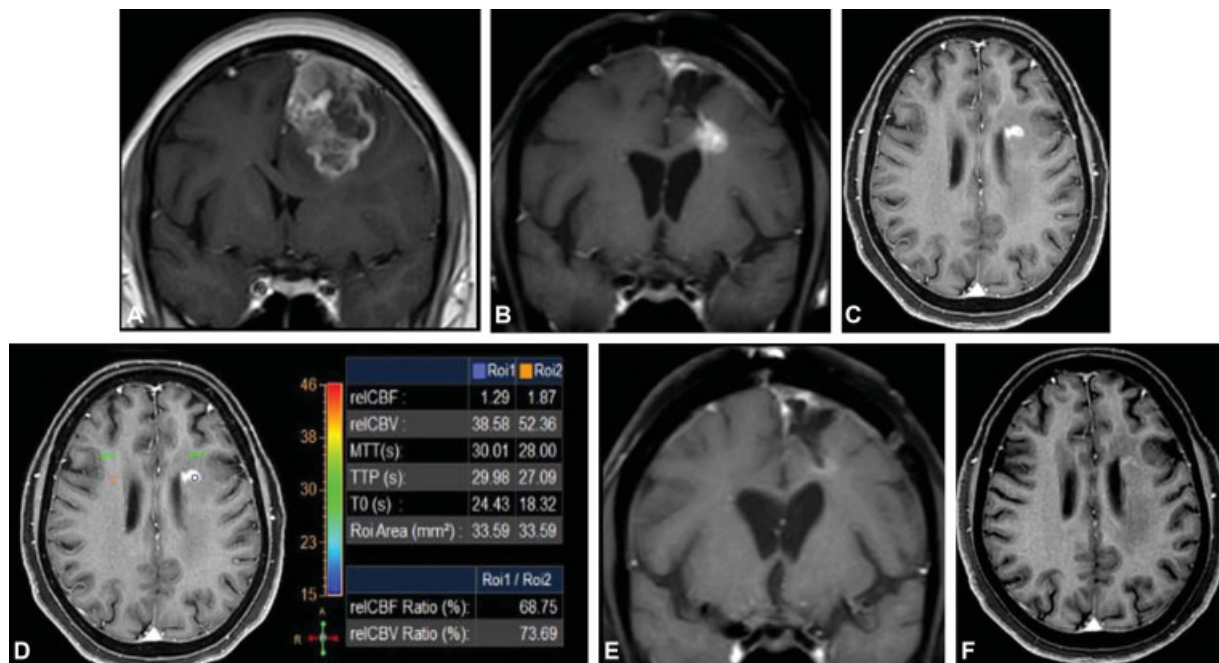 A
B
C
D
46
38
30
23
15
A
R
Roi1 Roi2
relCBF : 1.29 1.87
relCBV : 38.58 52.36
MTT(s): 30.01 28.00
TTP (s) : 29.98 27.09
T0 (s) : 24.43 18.32
Roi Area (mm²) : 33.59 33.59
Roi1 / Roi2
relCBF Ratio (%): 68.75
relCBV Ratio (%): 73.69
E
F